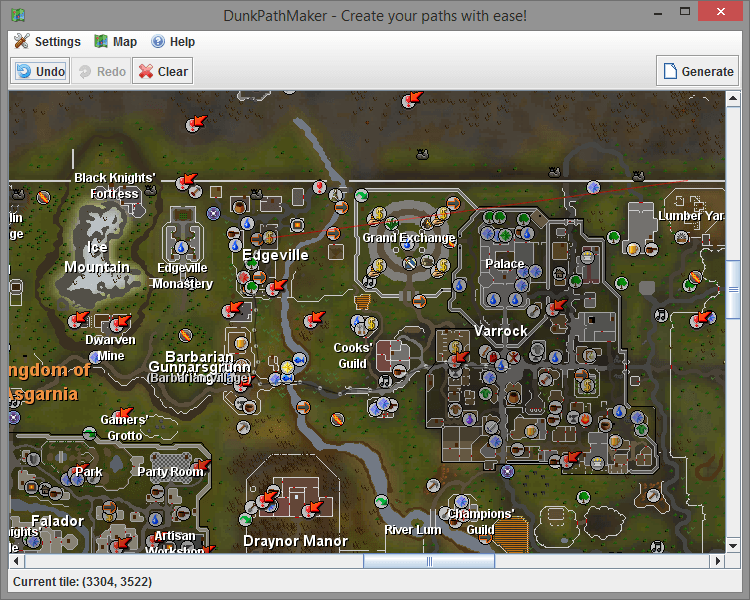 DunkPathMaker - Create your paths with ease!
Settings Map Help
Undo Redo Clear Generate
Black Knights'
Fortress
Lumber Yar
lin
ge
Grand Exchange
Ice
Mountain
Edgeville
Palace
Edgeville
Monastery
Varrock
Dwarven
Mine
Cooks'
Guild
Barbarian
Gunnarsgrunn
(Barbarian Village)
ngdom of
Asgarnia
Gamers'
Grotto
Park
Party Room
Champions'
Guild
Falador
River Lum
ights'
le
Artisan
Workshop
Draynor Manor
Current tile: (3304, 3522)